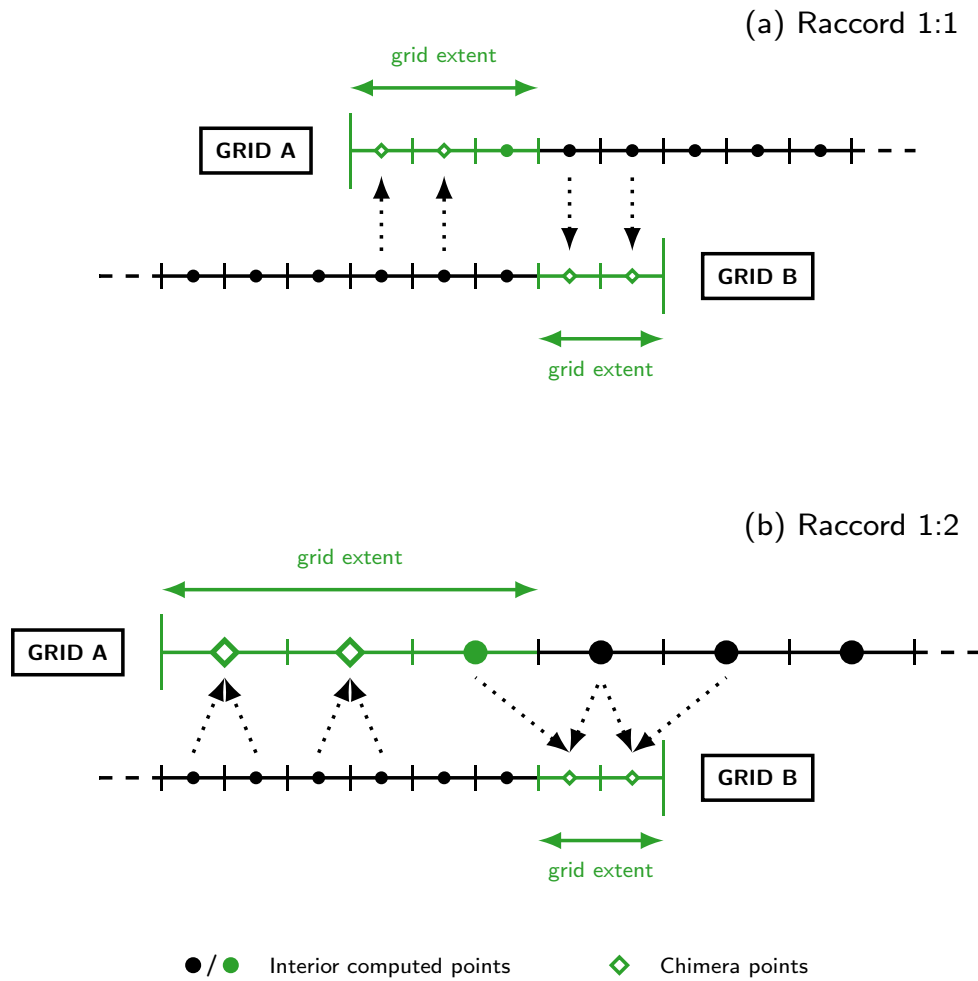 (a) Raccord 1:1
grid extent
GRID A
GRID B
grid extent
(b) Raccord 1:2
grid extent
GRID A
GRID B
grid extent
/ Interior computed points Chimera points